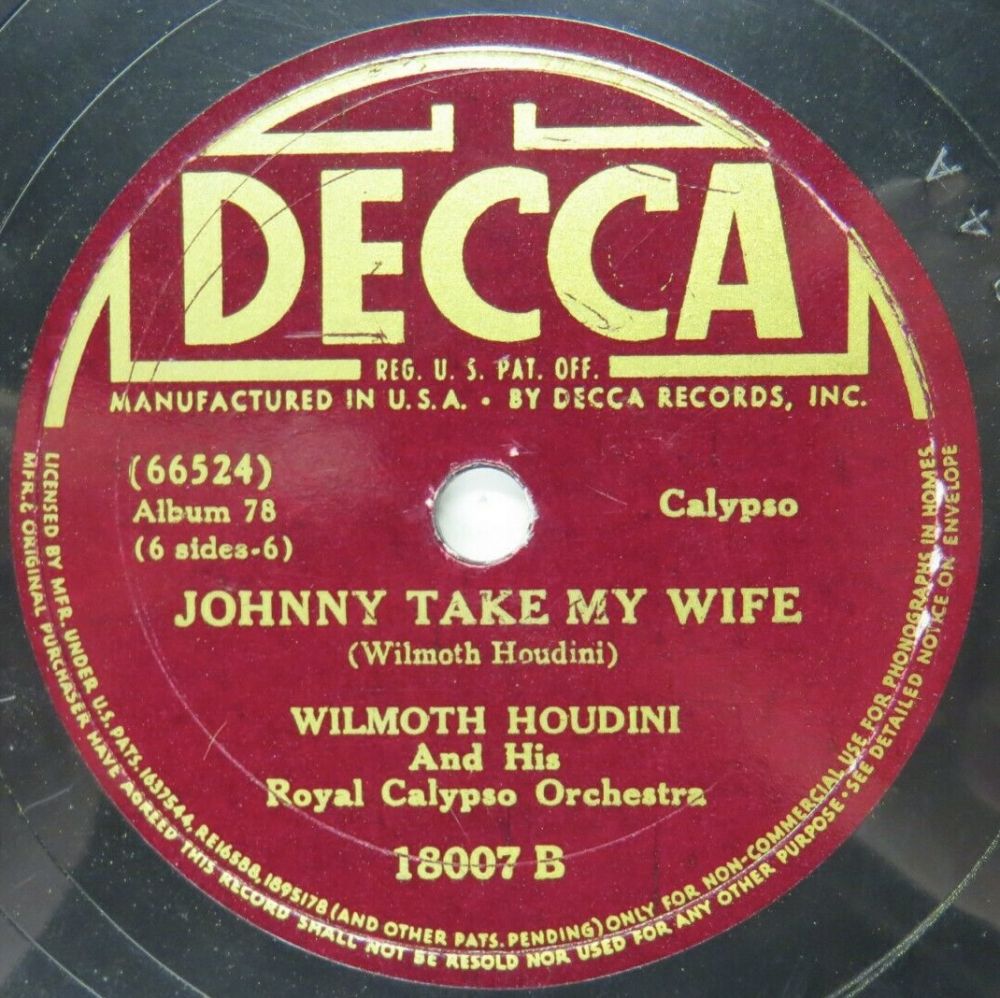 DECCA
REG. U. S. PAT. OFF.
MANUFACTURED IN U.S.A. • BY DECCA RECORDS, INC.
(66524)
Album 78
(6 sides-6)
Calypso
JOHNNY TAKE MY WIFE
(Wilmoth Houdini)
WILMOTH HOUDINI
And His
Royal Calypso Orchestra
18007 B
LICENSED BY MFR. UNDER U.S. PATS. 1637544, RE16588, 1895178 (AND OTHER PATS. PENDING) ONLY FOR NON-COMMERCIAL USE FOR PHONOGRAPHS IN HOMES.
MFR. & ORIGINAL PURCHASER HAVE AGREED THIS RECORD SHALL NOT BE RESOLD NOR USED FOR ANY OTHER PURPOSE • SEE DETAILED NOTICE ON ENVELOPE